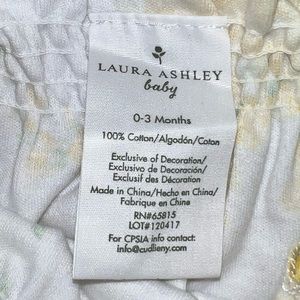 LAURA ASHLEY
baby
0-3 Months
100% Cotton/Algodón/Coton
Exclusive of Decoration/
Exclusivo de Decoración/
Exclusif des Décoration
Made in China/Hecho en China/
Fabrique en Chine
RN#65815
LOT#120417
For CPSIA info contact:
info@cudlieny.com/